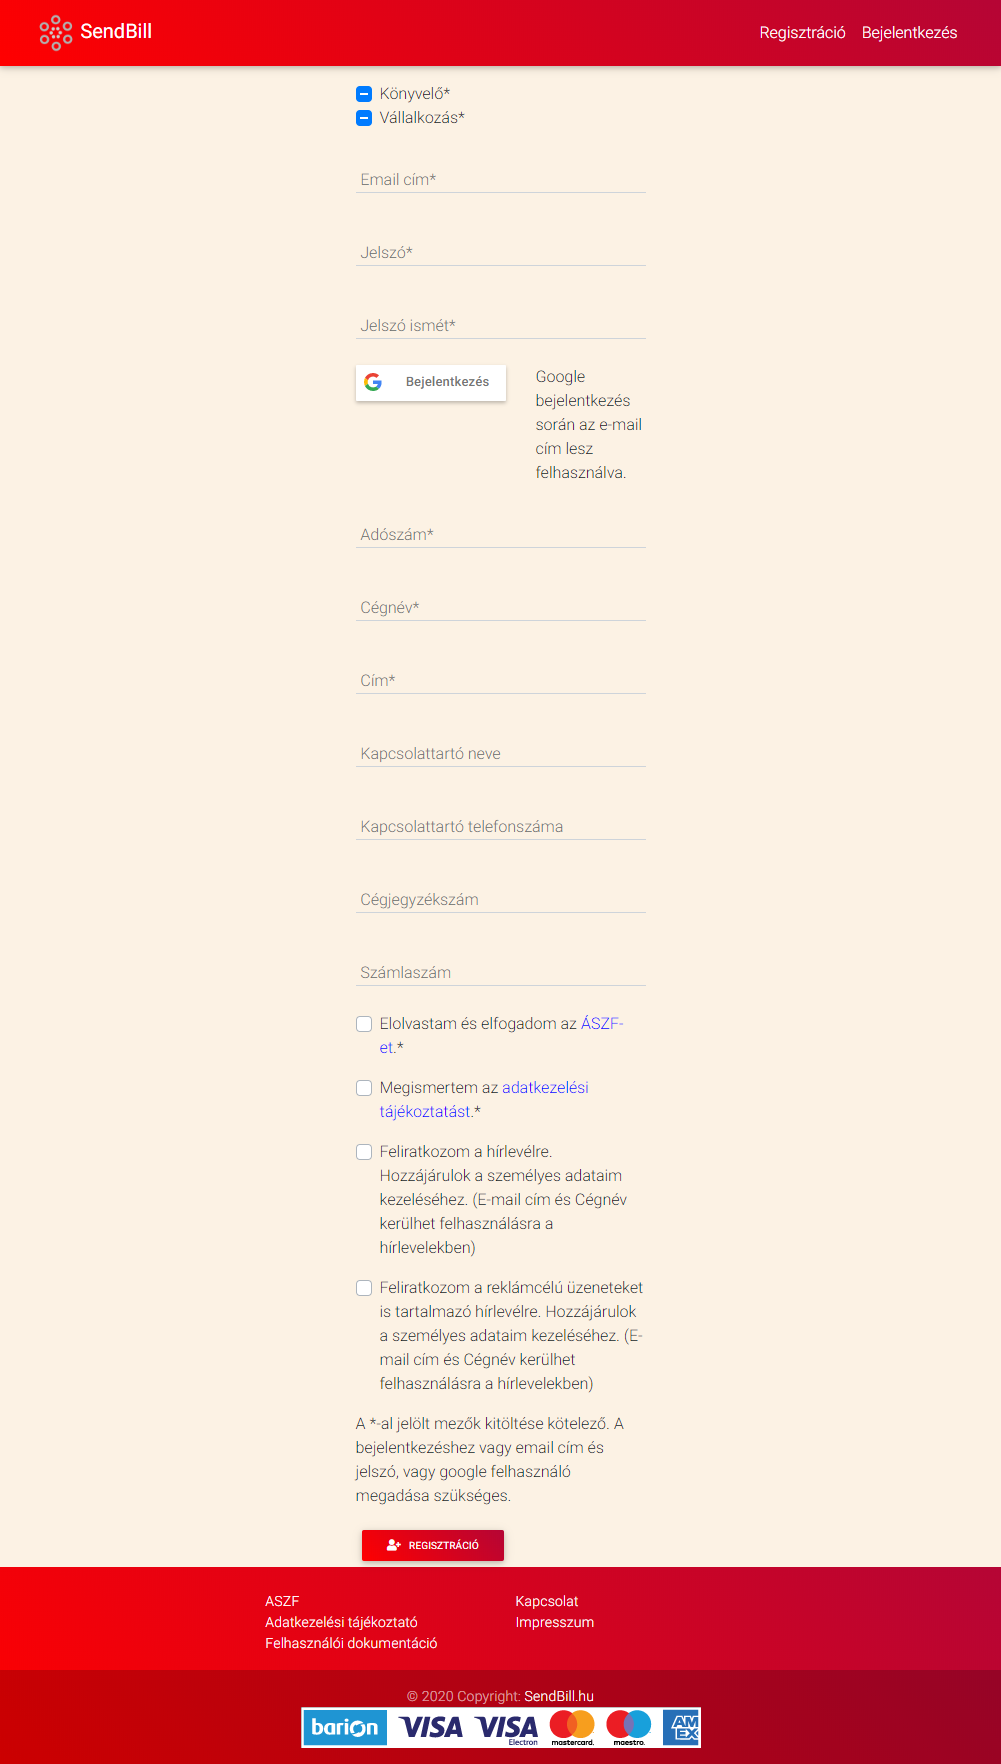 SendBill
Regisztráció Bejelentkezés
Könyvelő*
Vállalkozás*
Email cím*
Jelszó*
Jelszó ismét*
Bejelentkezés
Google
bejelentkezés
során az e-mail
cím lesz
felhasználva.
Adószám*
Cégnév*
Cím*
Kapcsolattartó neve
Kapcsolattartó telefonszáma
Cégjegyzékszám
Számlaszám
Elolvastam és elfogadom az ÁSZF-
et.*
Megismertem az adatkezelési
tájékoztatást.*
Feliratkozom a hírlevélre.
Hozzájárulok a személyes adataim
kezeléséhez. (E-mail cím és Cégnév
kerülhet felhasználásra a
hírlevelekben)
Feliratkozom a reklámcélú üzeneteket
is tartalmazó hírlevélre. Hozzájárulok
a személyes adataim kezeléséhez. (E-
mail cím és Cégnév kerülhet
felhasználásra a hírlevelekben)
A *-al jelölt mezők kitöltése kötelező. A
bejelentkezéshez vagy email cím és
jelszó, vagy google felhasználó
megadása szükséges.
REGISZTRÁCIÓ
ASZF
Adatkezelési tájékoztató
Felhasználói dokumentáció
Kapcsolat
Impresszum
© 2020 Copyright: SendBill.hu
barion VISA VISA Electron mastercard. maestro. AMEX